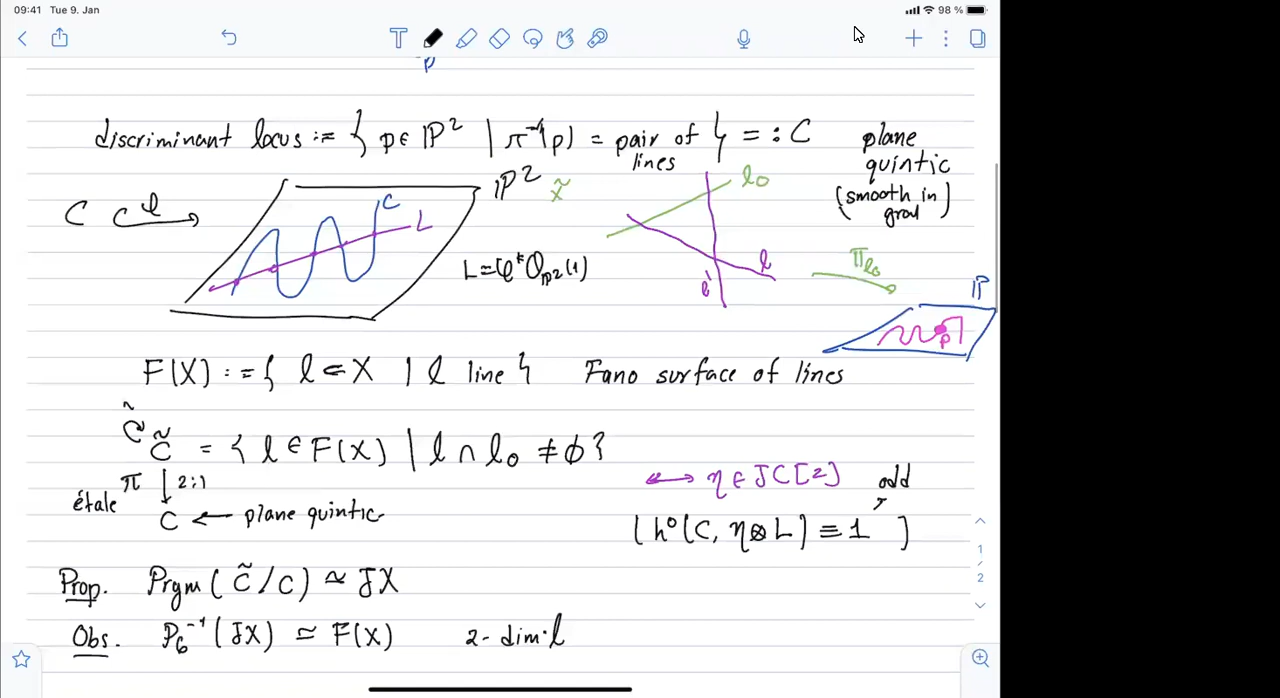 09:41 Tue 9. Jan 98 %
p
discriminant locus := { p ∈ ℙ² | π⁻¹(p) = pair of lines } =: C plane quintic (smooth in gral)
C ⊂ φ→ ℙ² C L
L = φ*O_ℙ²(1)
X̃ l₀ l l' π_l₀ ℙ p
F(X) := { l ⊂ X | l line } Fano surface of lines
C̃ = { l ∈ F(X) | l ∩ l₀ ≠ ∅ }
étale π ↓ 2:1 ⟷ η ∈ JC[2] odd
C ← plane quintic (h⁰(C, η⊗L) ≡ 1)
Prop. Prym(C̃/C) ≃ JX
Obs. P₆⁻¹(JX) ≃ F(X) 2-dim'l
1
/
2